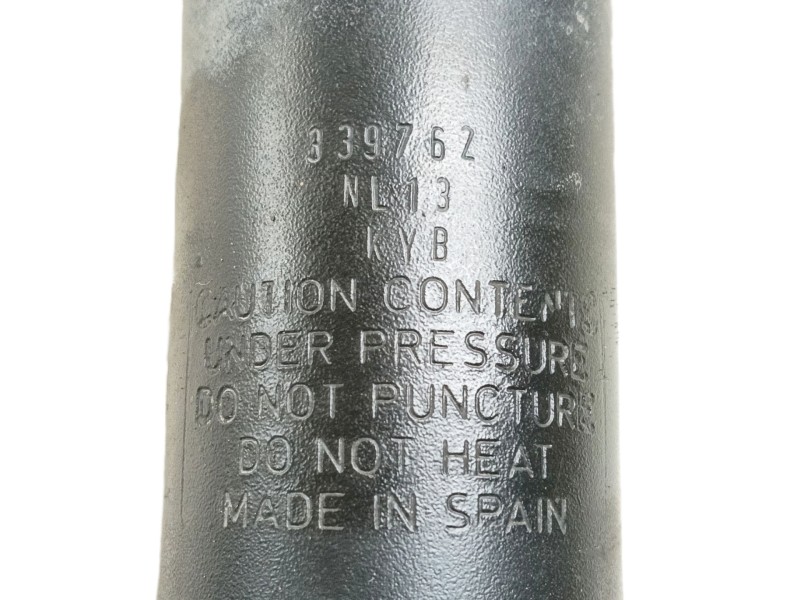 339762
NL13
KYB
CAUTION CONTENTS
UNDER PRESSURE
DO NOT PUNCTURE
DO NOT HEAT
MADE IN SPAIN